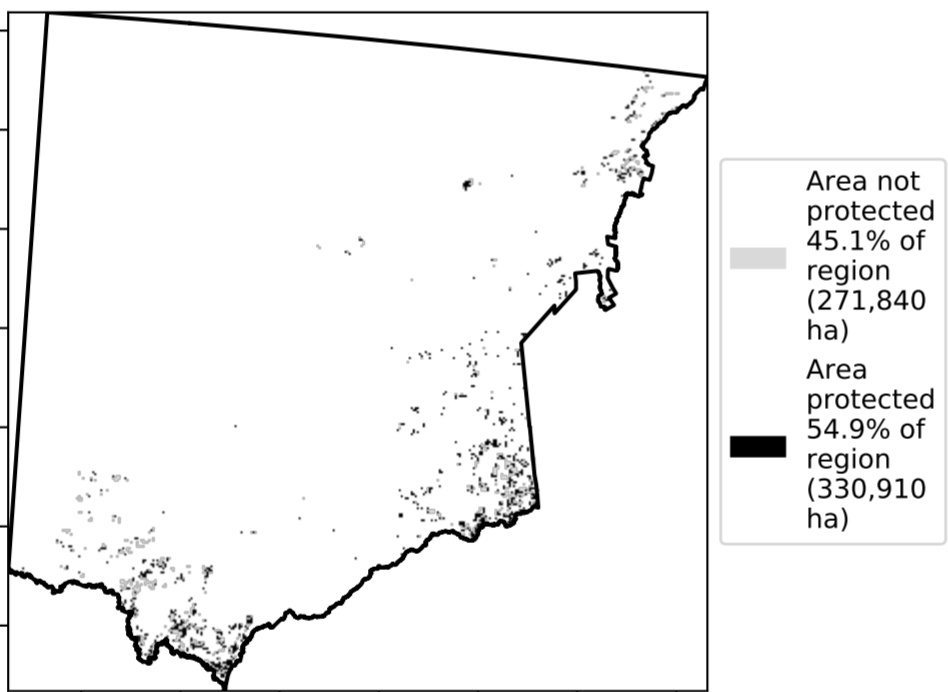 Area not
protected
45.1% of
region
(271,840
ha)
Area
protected
54.9% of
region
(330,910
ha)